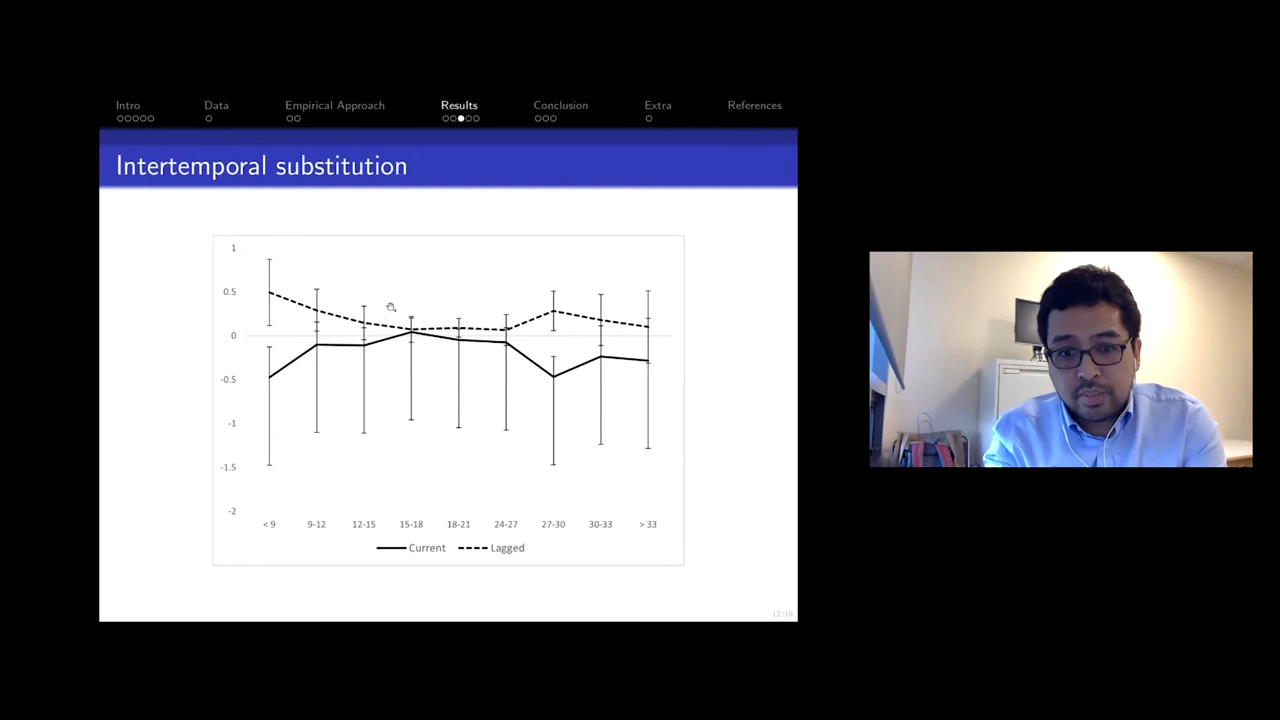 Intro Data Empirical Approach Results Conclusion Extra References
Intertemporal substitution
1
0.5
0
-0.5
-1
-1.5
-2
< 9 9-12 12-15 15-18 18-21 24-27 27-30 30-33 > 33
Current Lagged
12/19